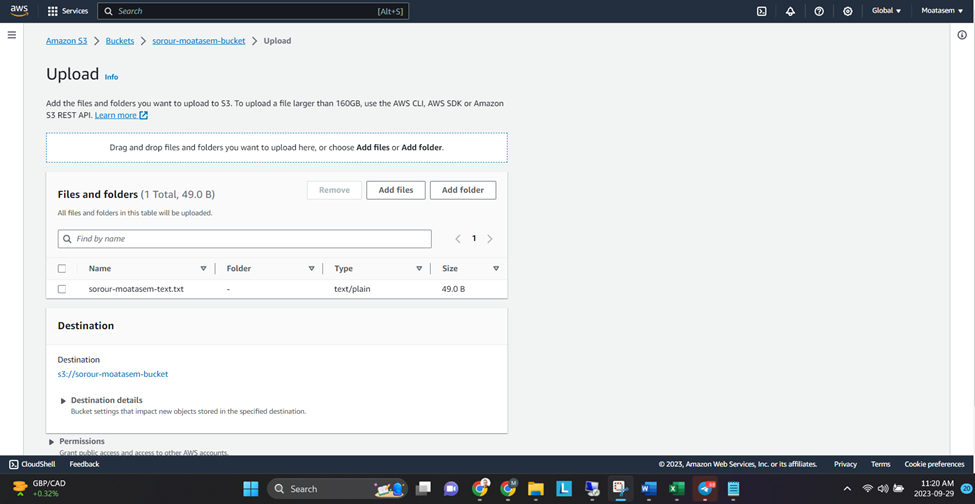 aws
Services
Search
[Alt+S]
Global
Moatasem
Amazon S3
Buckets
sorour-moatasem-bucket
Upload
Upload Info
Add the files and folders you want to upload to S3. To upload a file larger than 160GB, use the AWS CLI, AWS SDK or Amazon
S3 REST API. Learn more
Drag and drop files and folders you want to upload here, or choose Add files or Add folder.
Files and folders (1 Total, 49.0 B)
Remove
Add files
Add folder
All files and folders in this table will be uploaded.
Find by name
1
Name
Folder
Type
Size
sorour-moatasem-text.txt
-
text/plain
49.0 B
Destination
Destination
s3://sorour-moatasem-bucket
Destination details
Bucket settings that impact new objects stored in the specified destination.
Permissions
Grant public access and access to other AWS accounts.
CloudShell
Feedback
© 2023, Amazon Web Services, Inc. or its affiliates.
Privacy
Terms
Cookie preferences
GBP/CAD
+0.32%
Search
11:20 AM
2023-09-29
20